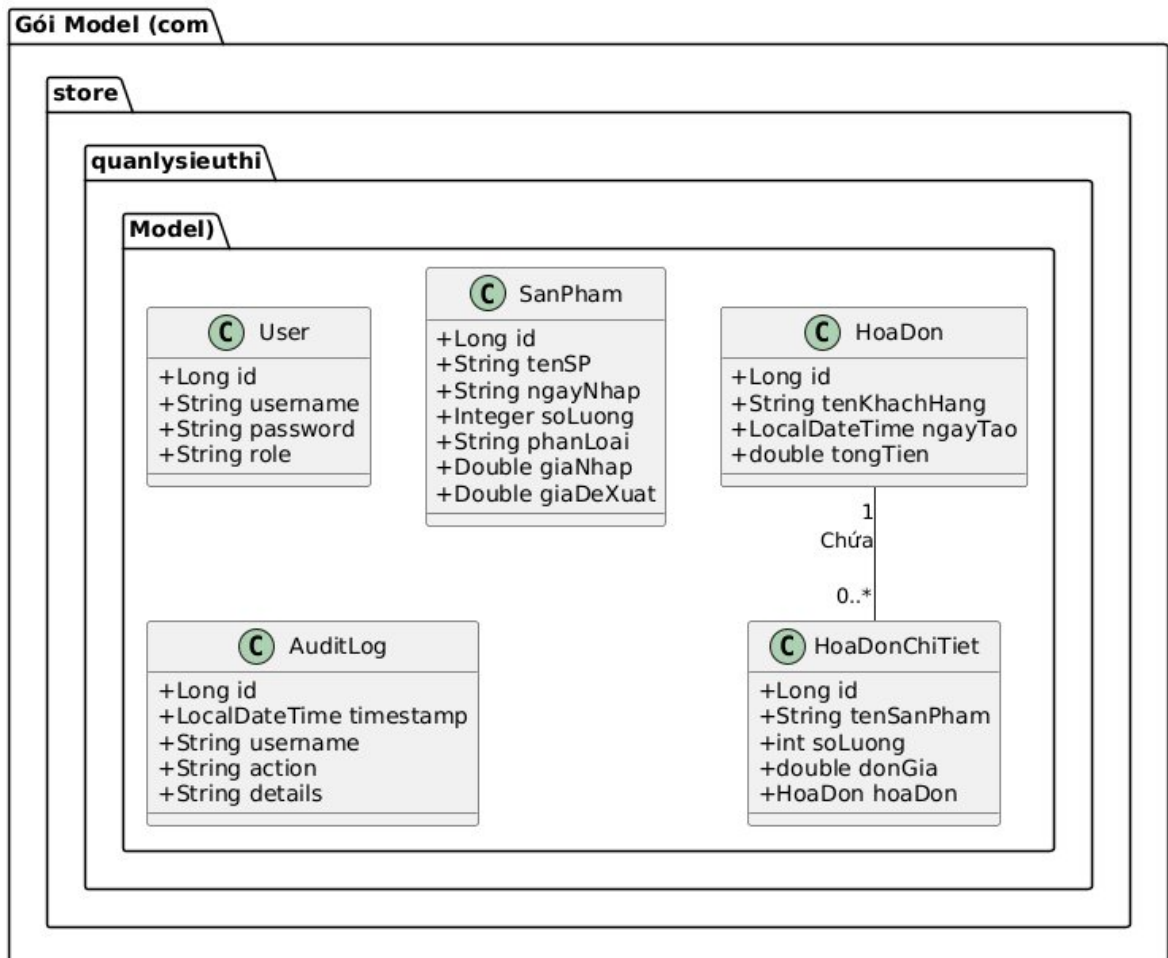 Gói Model (com
store
quanlysieuthi
Model)
C User
+Long id
+String username
+String password
+String role
C SanPham
+Long id
+String tenSP
+String ngayNhap
+Integer soLuong
+String phanLoai
+Double giaNhap
+Double giaDeXuat
C HoaDon
+Long id
+String tenKhachHang
+LocalDateTime ngayTao
+double tongTien
1
Chứa
0..*
C AuditLog
+Long id
+LocalDateTime timestamp
+String username
+String action
+String details
C HoaDonChiTiet
+Long id
+String tenSanPham
+int soLuong
+double donGia
+HoaDon hoaDon